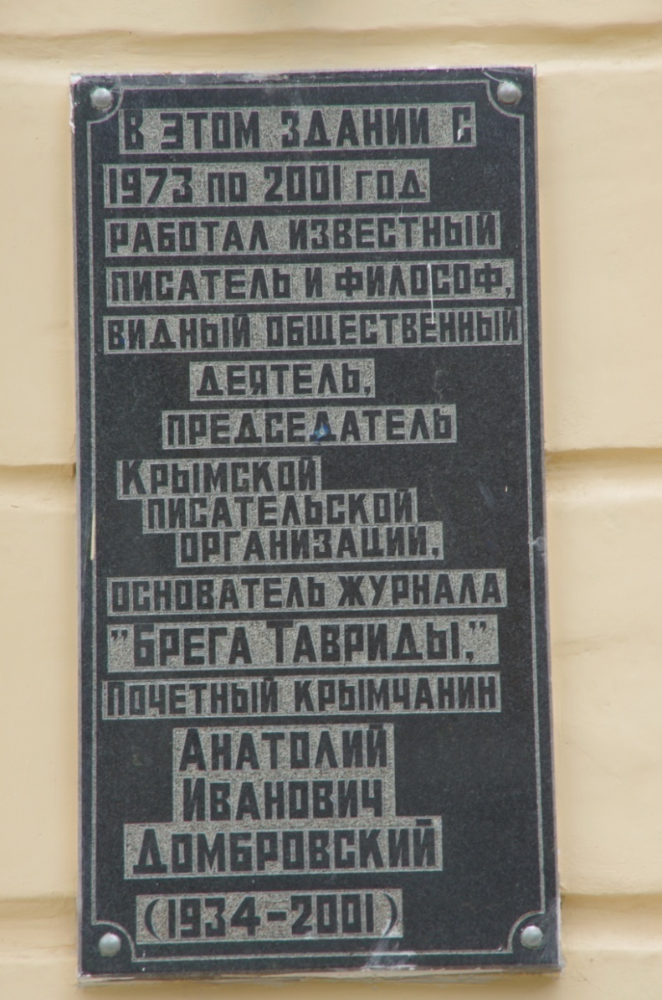 В ЭТОМ ЗДАНИИ С
1973 ПО 2001 ГОД
РАБОТАЛ ИЗВЕСТНЫЙ
ПИСАТЕЛЬ И ФИЛОСОФ,
ВИДНЫЙ ОБЩЕСТВЕННЫЙ
ДЕЯТЕЛЬ,
ПРЕДСЕДАТЕЛЬ
КРЫМСКОЙ
ПИСАТЕЛЬСКОЙ
ОРГАНИЗАЦИИ,
ОСНОВАТЕЛЬ ЖУРНАЛА
"БРЕГА ТАВРИДЫ,"
ПОЧЕТНЫЙ КРЫМЧАНИН
АНАТОЛИЙ
ИВАНОВИЧ
ДОМБРОВСКИЙ
(1934-2001)